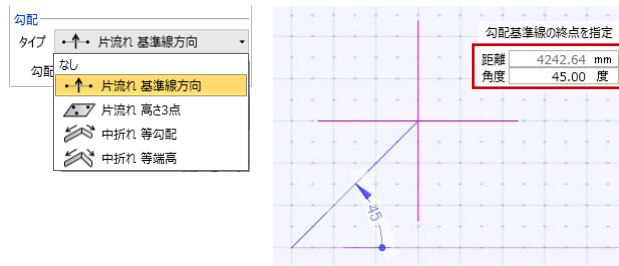 勾配
タイプ 片流れ 基準線方向
勾配
なし
片流れ 基準線方向
片流れ 高さ3点
中折れ 等勾配
中折れ 等端高
勾配基準線の終点を指定
距離 4242.64 mm
角度 45.00 度
45